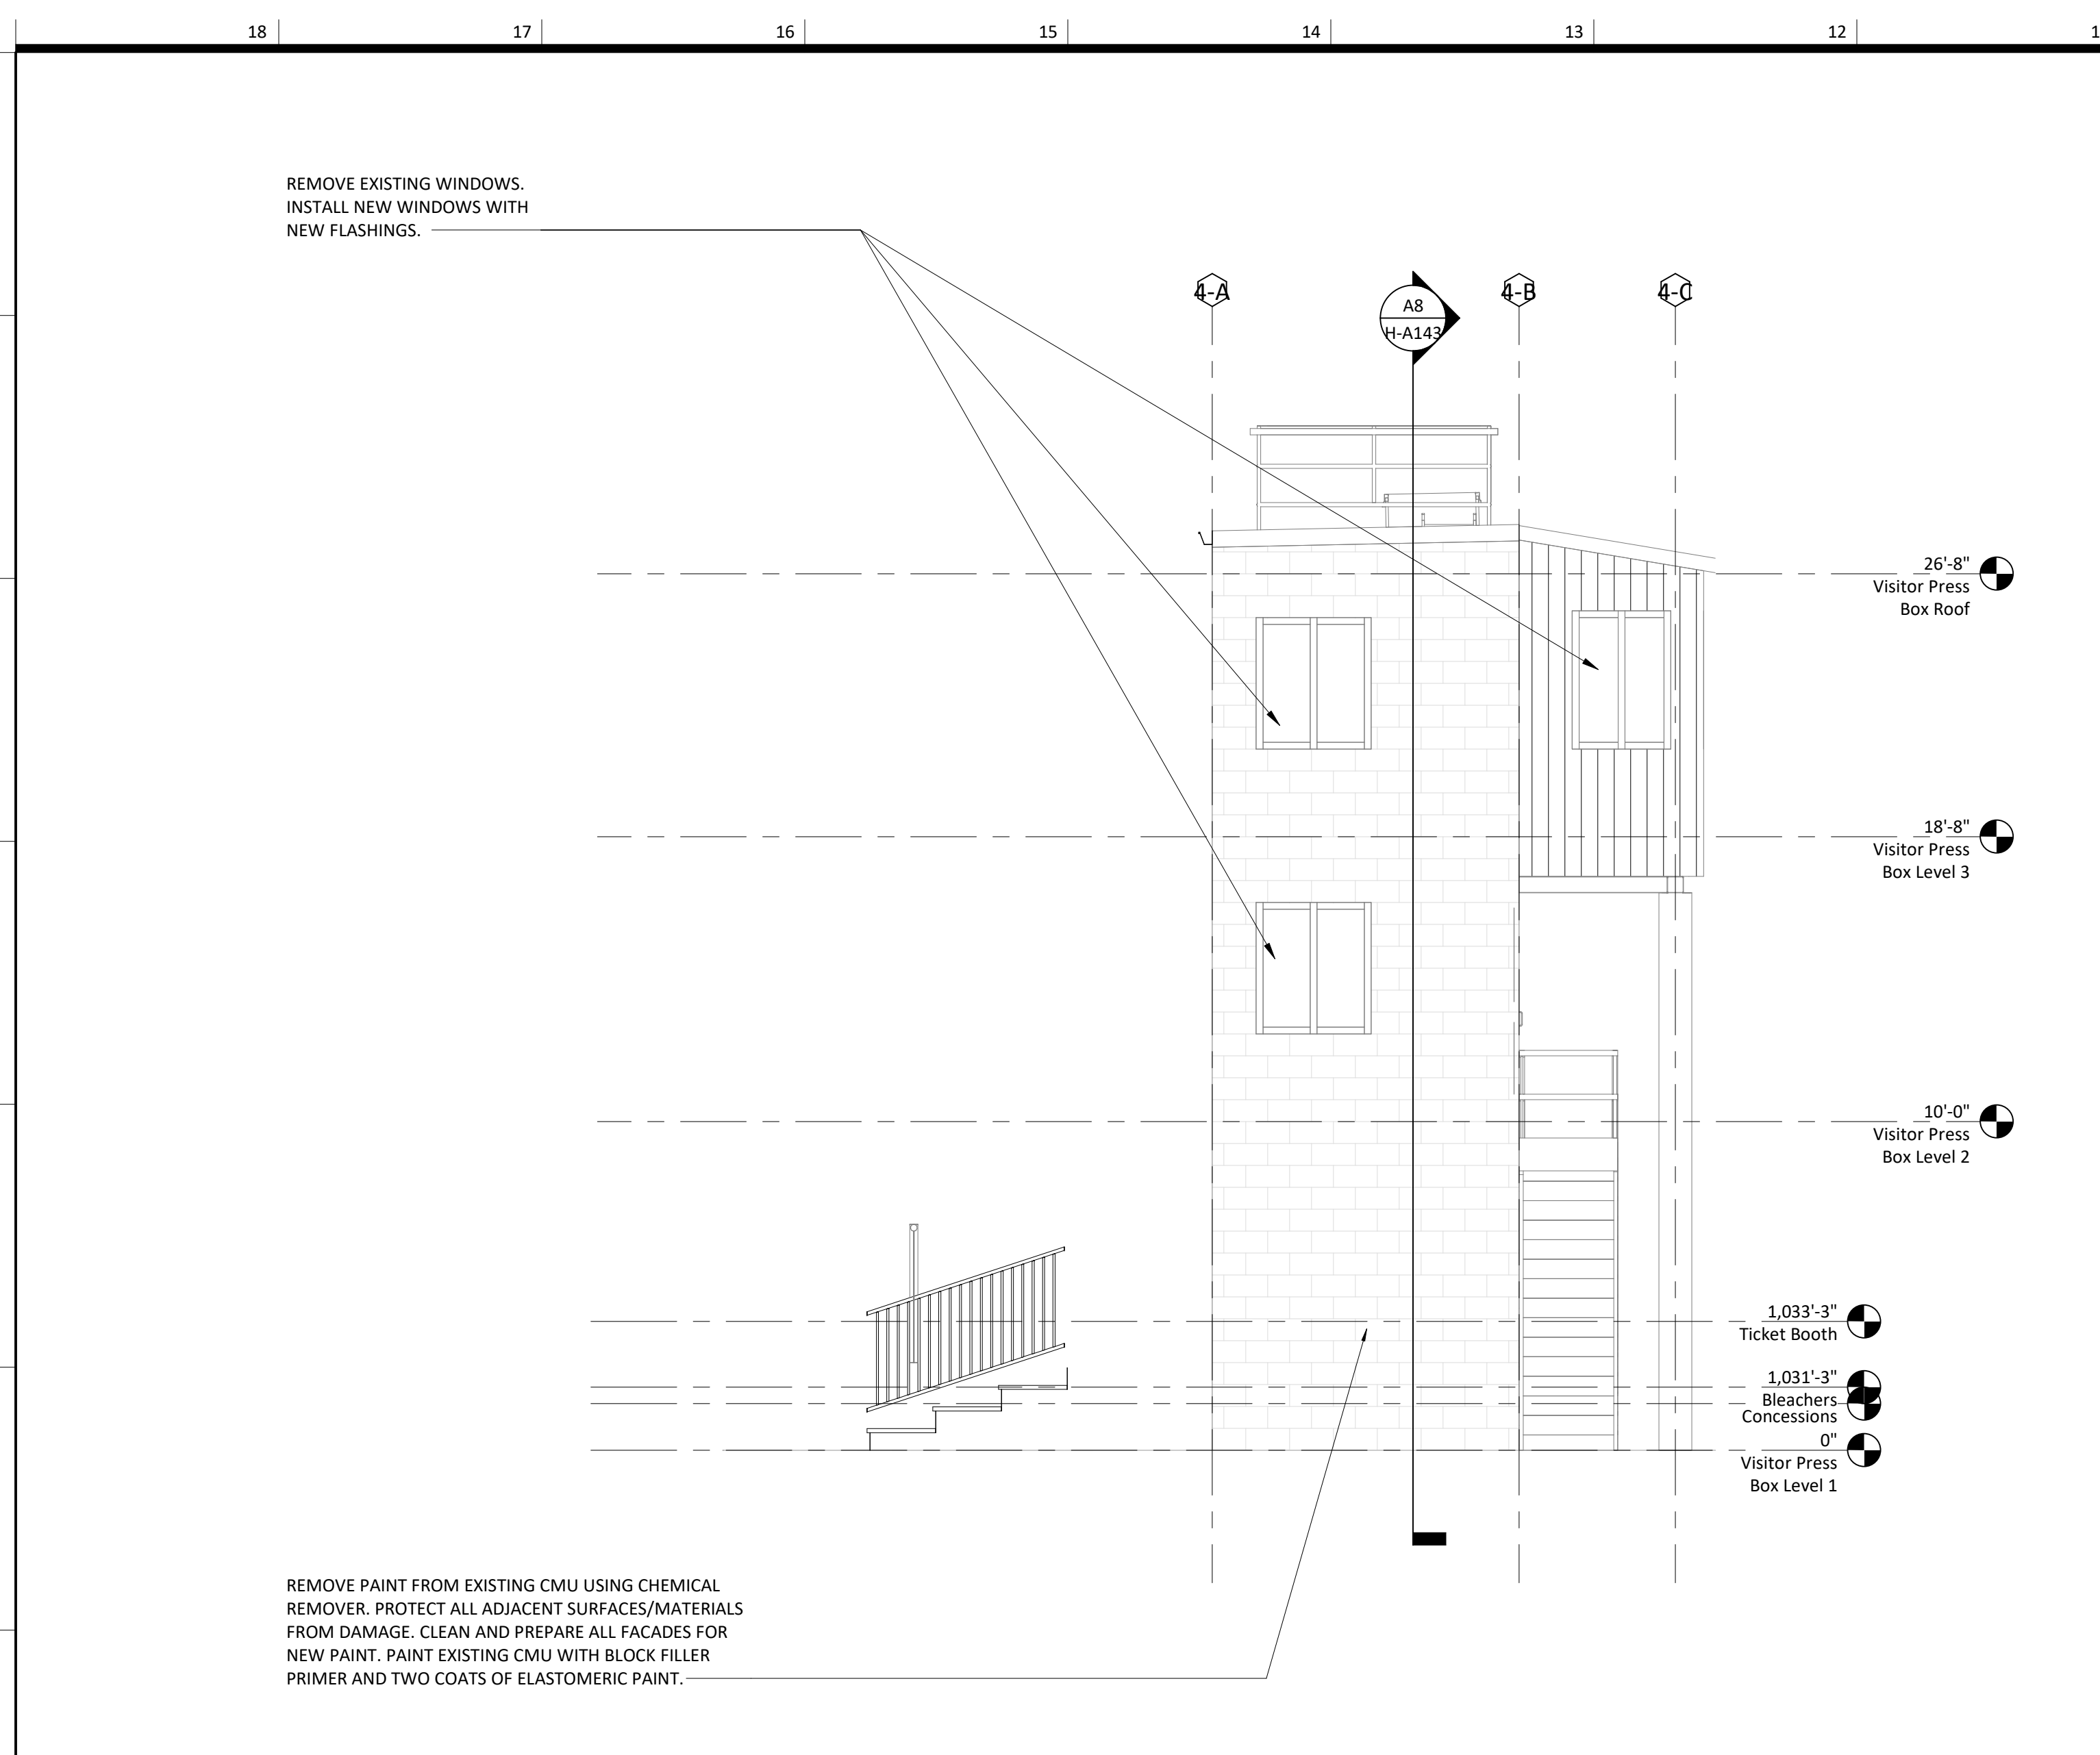 18 17 16 15 14 13 12 1
REMOVE EXISTING WINDOWS.
INSTALL NEW WINDOWS WITH
NEW FLASHINGS.
4-A
A8
H-A143
4-B
4-C
26'-8"
Visitor Press
Box Roof
18'-8"
Visitor Press
Box Level 3
10'-0"
Visitor Press
Box Level 2
1,033'-3"
Ticket Booth
1,031'-3"
Bleachers
Concessions
0"
Visitor Press
Box Level 1
REMOVE PAINT FROM EXISTING CMU USING CHEMICAL
REMOVER. PROTECT ALL ADJACENT SURFACES/MATERIALS
FROM DAMAGE. CLEAN AND PREPARE ALL FACADES FOR
NEW PAINT. PAINT EXISTING CMU WITH BLOCK FILLER
PRIMER AND TWO COATS OF ELASTOMERIC PAINT.